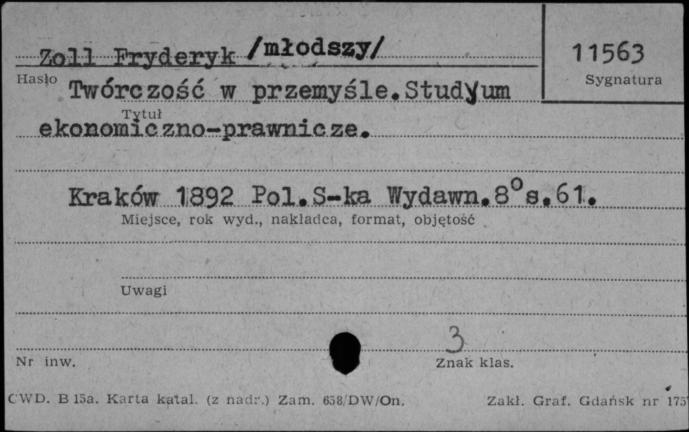 Zoll Fryderyk /młodszy/
11563
Hasło
Sygnatura
Twórczość w przemyśle.Studyum
Tytuł
ekonomiczno-prawnicze.
Kraków 1892 Pol.S-ka Wydawn.8°s.61.
Miejsce, rok wyd., nakładca, format, objętość
Uwagi
3
Nr inw.
Znak klas.
CWD. B 15a. Karta katal. (z nadr.) Zam. 658/DW/On.
Zakł. Graf. Gdańsk nr 175